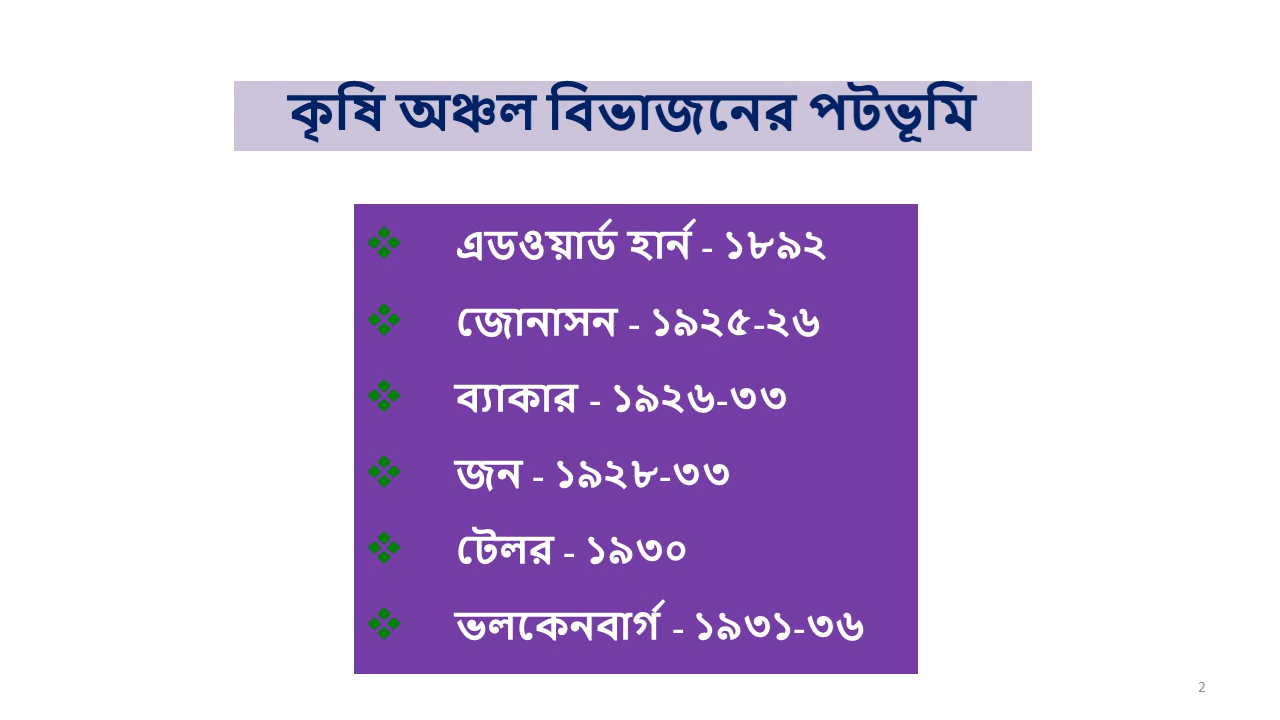 কৃষি অঞ্চল বিভাজনের পটভূমি
এডওয়ার্ড হার্ন - ১৮৯২
জোনাসন - ১৯২৫-২৬
ব্যাকার - ১৯২৬-৩৩
জন - ১৯২৮-৩৩
টেলর - ১৯৩০
ভলকেনবার্গ - ১৯৩১-৩৬
2